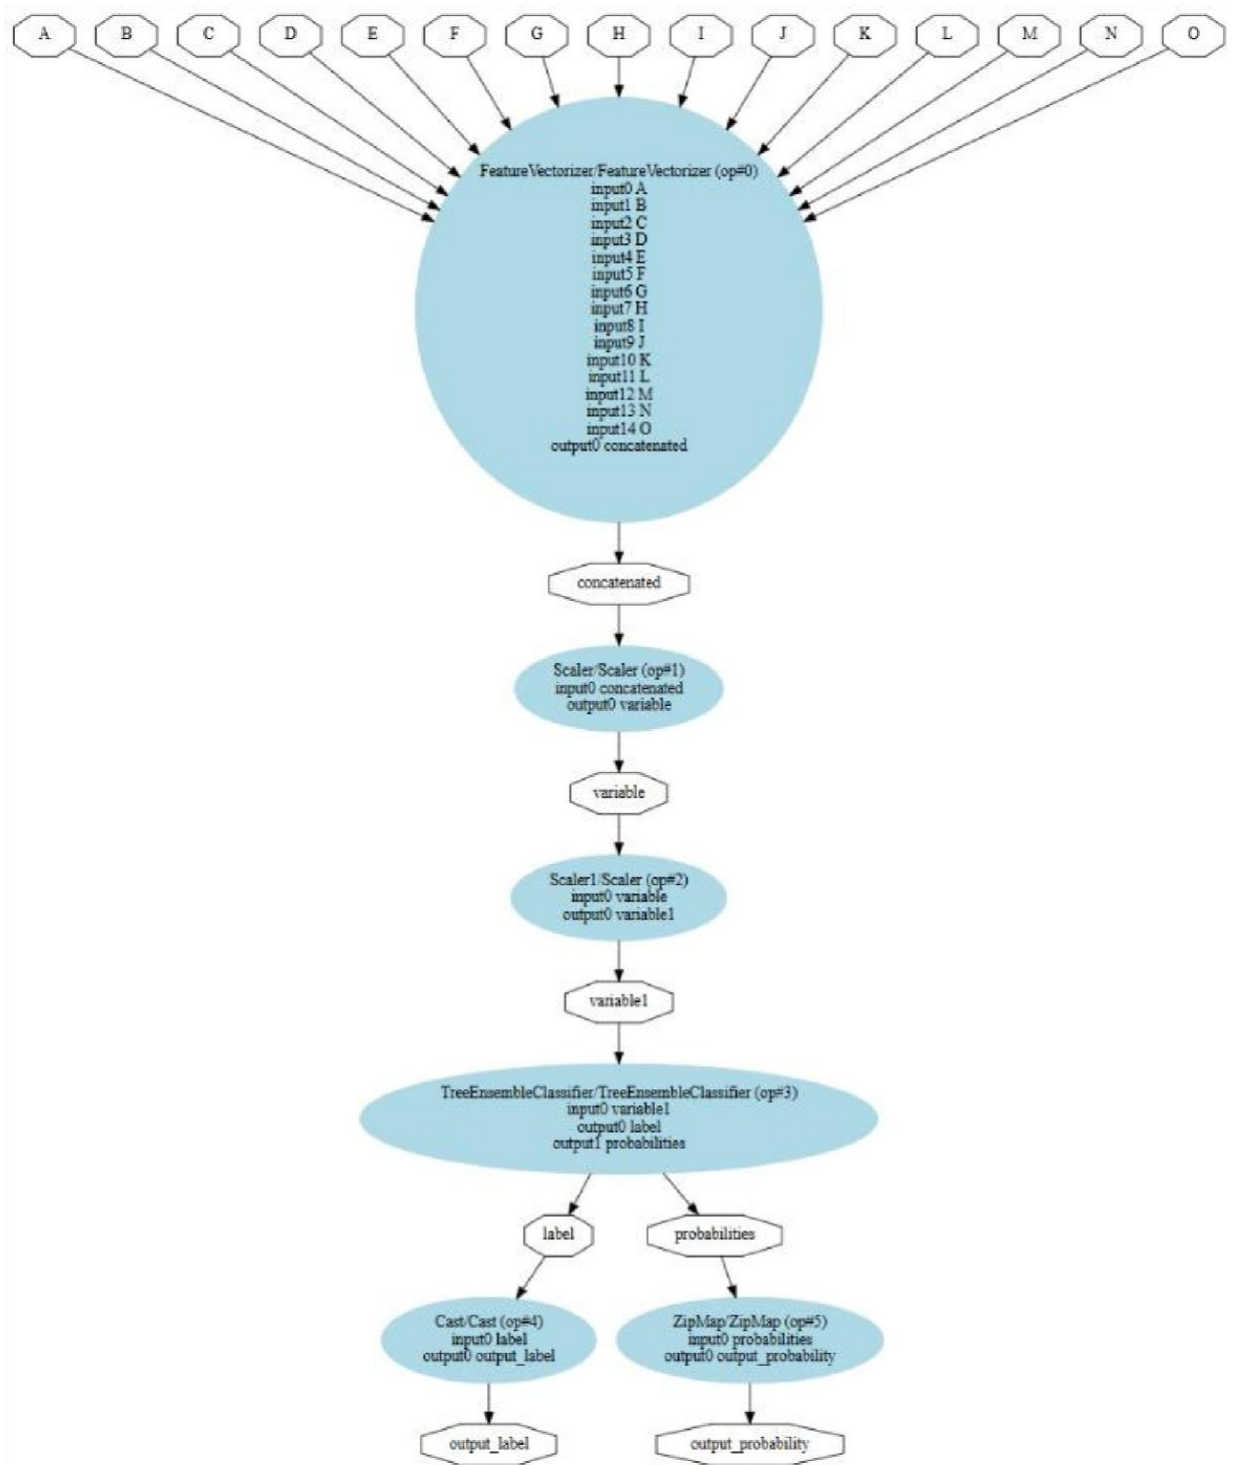 A B C D E F G H I J K L M N O
FeatureVectorizer/FeatureVectorizer (op#0)
input0 A
input1 B
input2 C
input3 D
input4 E
input5 F
input6 G
input7 H
input8 I
input9 J
input10 K
input11 L
input12 M
input13 N
input14 O
output0 concatenated
concatenated
Scaler/Scaler (op#1)
input0 concatenated
output0 variable
variable
Scaler1/Scaler (op#2)
input0 variable
output0 variable1
variable1
TreeEnsembleClassifier/TreeEnsembleClassifier (op#3)
input0 variable1
output0 label
output1 probabilities
label probabilities
Cast/Cast (op#4)
input0 label
output0 output_label
ZipMap/ZipMap (op#5)
input0 probabilities
output0 output_probability
output_label output_probability